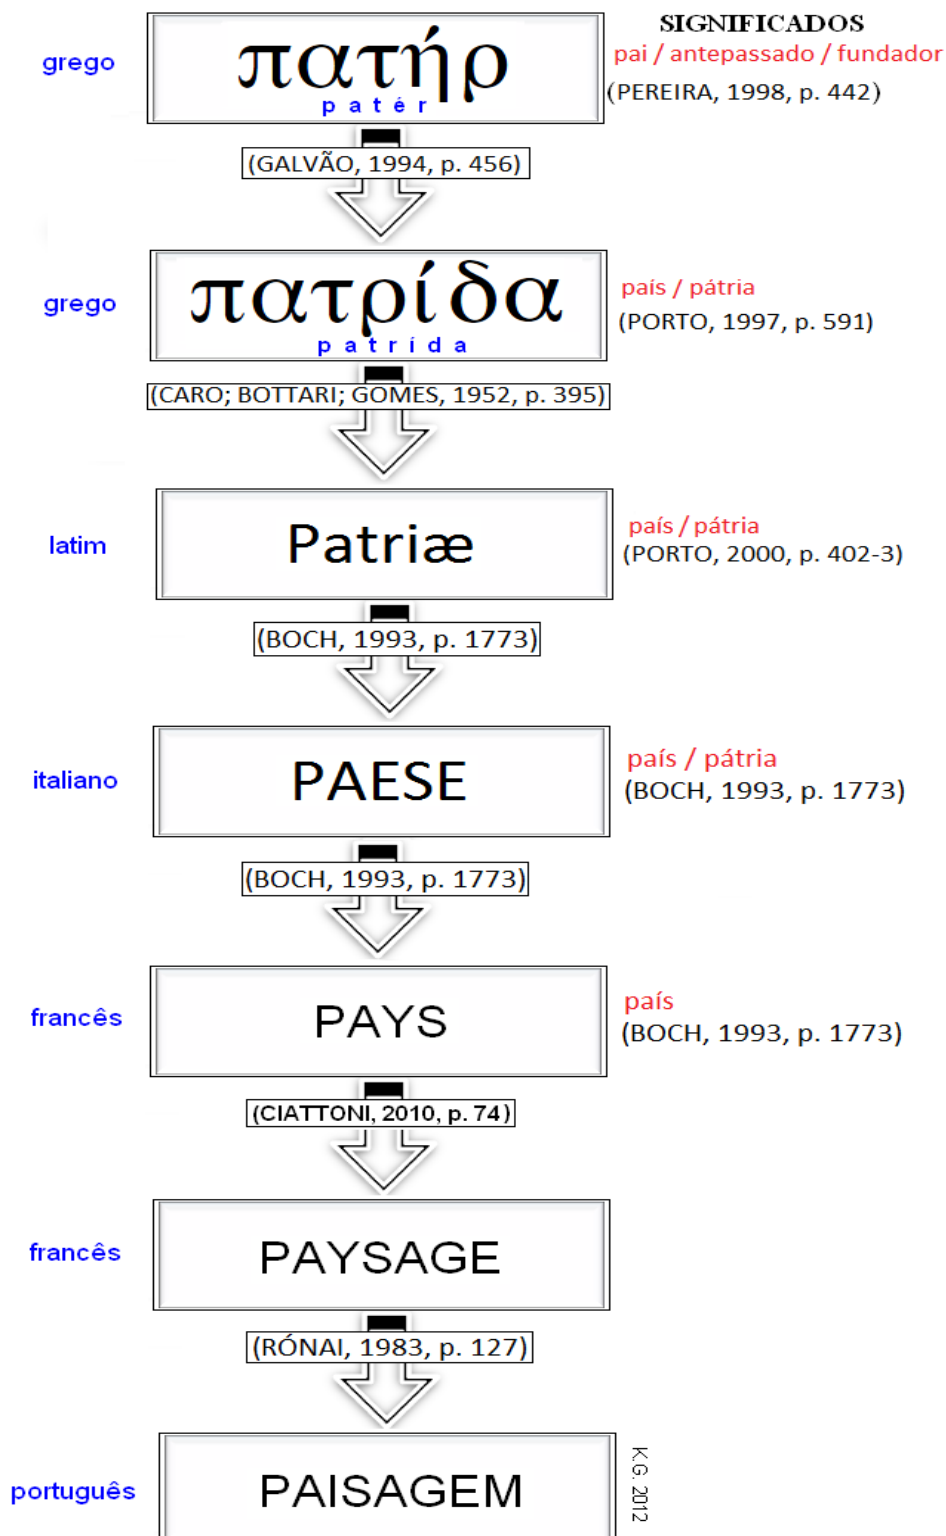 SIGNIFICADOS
grego
πατήρ
patér
pai / antepassado / fundador
(PEREIRA, 1998, p. 442)
(GALVÃO, 1994, p. 456)
grego
πατρίδα
patrída
país / pátria
(PORTO, 1997, p. 591)
(CARO; BOTTARI; GOMES, 1952, p. 395)
latim
Patriæ
país / pátria
(PORTO, 2000, p. 402-3)
(BOCH, 1993, p. 1773)
italiano
PAESE
país / pátria
(BOCH, 1993, p. 1773)
(BOCH, 1993, p. 1773)
francês
PAYS
país
(BOCH, 1993, p. 1773)
(CIATTONI, 2010, p. 74)
francês
PAYSAGE
(RÓNAI, 1983, p. 127)
português
PAISAGEM
K.G. 2012